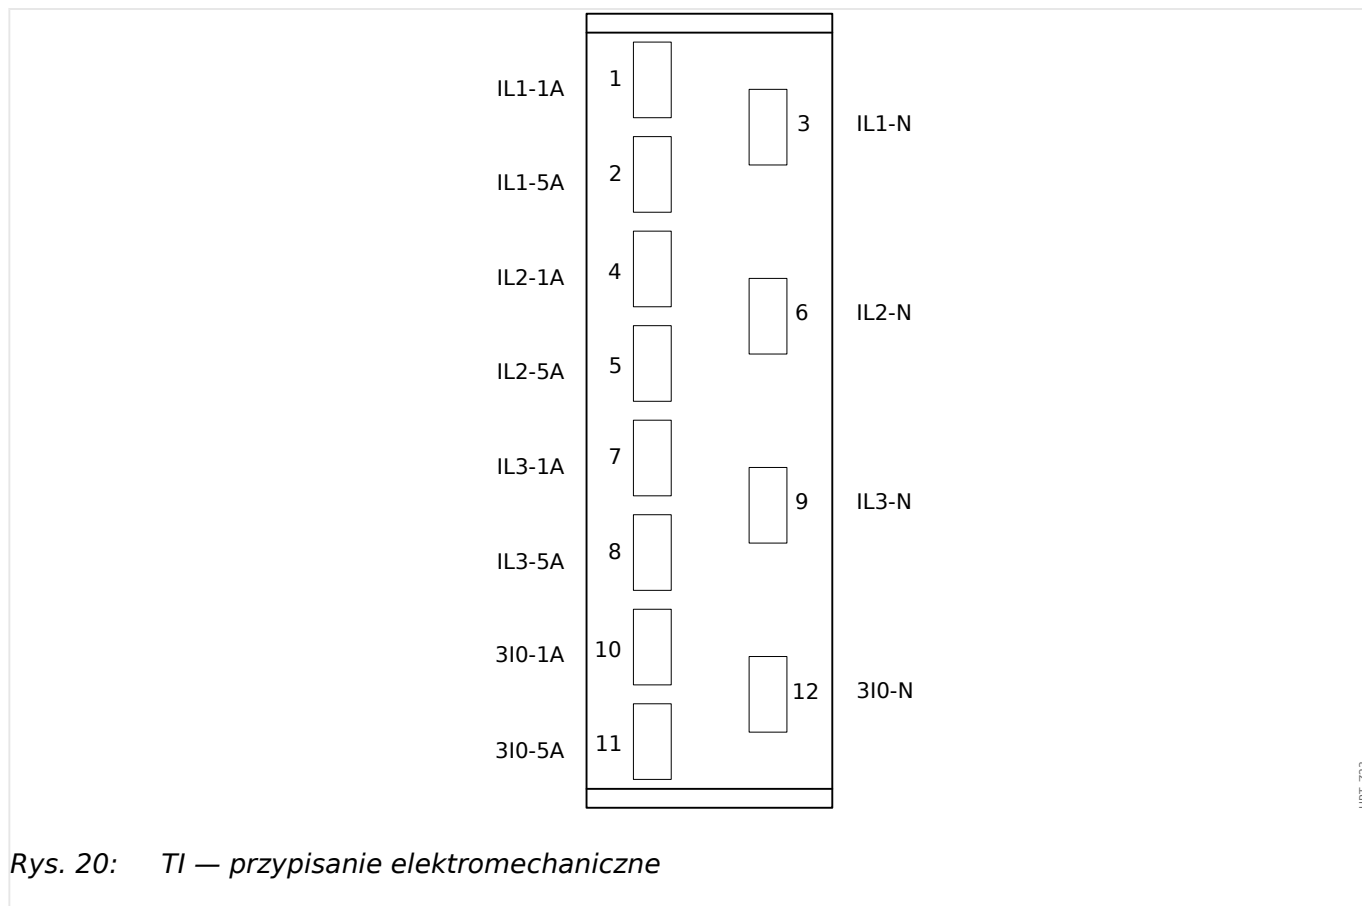 IL1-1A 1
3 IL1-N
IL1-5A 2
IL2-1A 4
6 IL2-N
IL2-5A 5
IL3-1A 7
9 IL3-N
IL3-5A 8
3I0-1A 10
12 3I0-N
3I0-5A 11
Rys. 20: TI — przypisanie elektromechaniczne